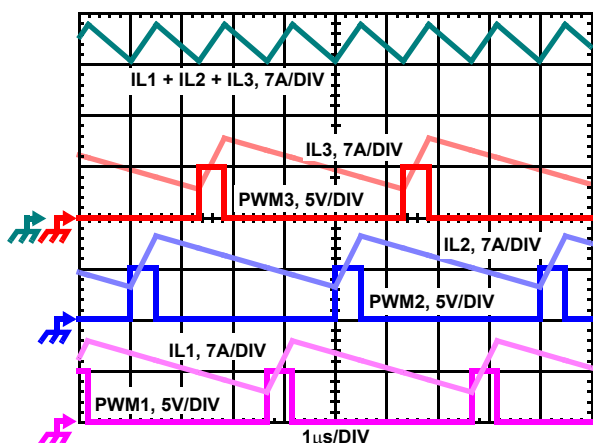 IL1 + IL2 + IL3, 7A/DIV
IL3, 7A/DIV
PWM3, 5V/DIV
IL2, 7A/DIV
PWM2, 5V/DIV
IL1, 7A/DIV
PWM1, 5V/DIV
1μs/DIV